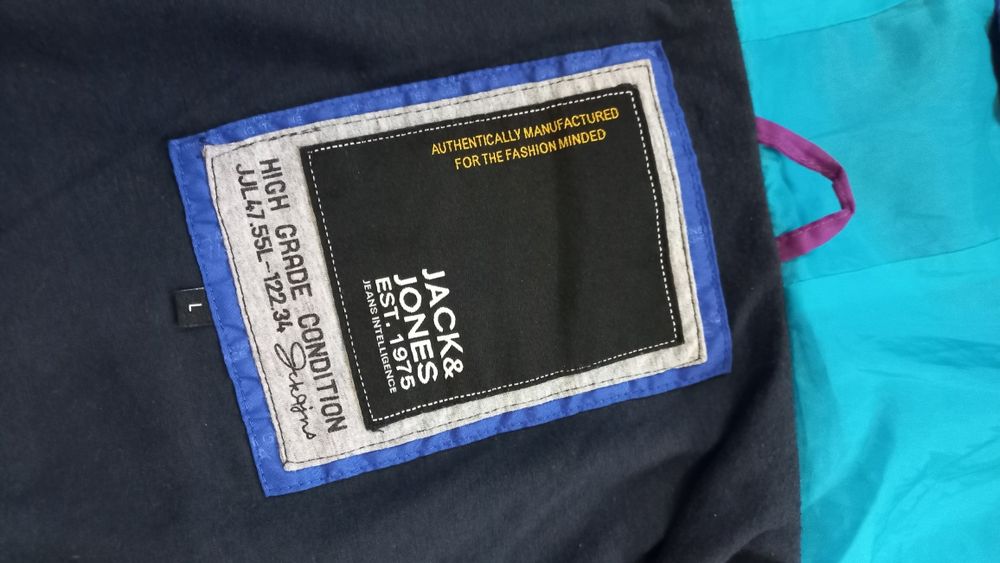 AUTHENTICALLY MANUFACTURED
FOR THE FASHION MINDED
JACK&
JONES
EST. 1975
JEANS INTELLIGENCE
HIGH GRADE CONDITION
JJL47.55L-122.34
L